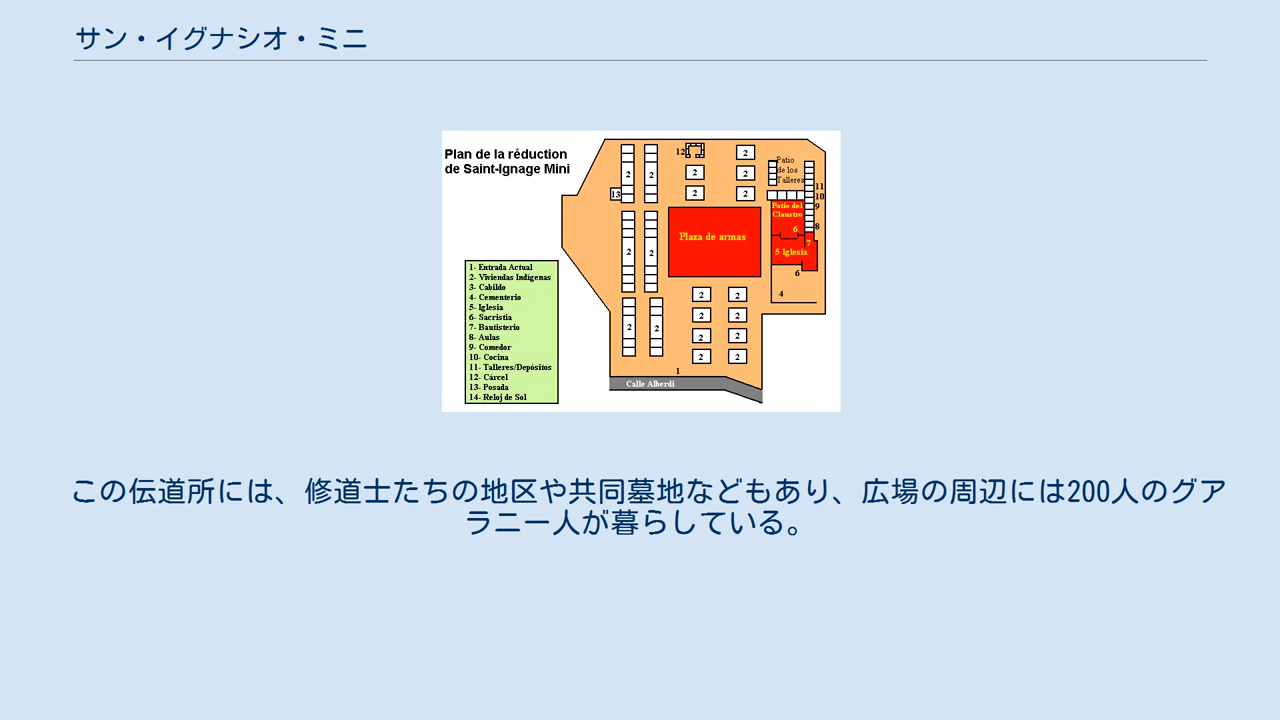 サン・イグナシオ・ミニ
Plan de la réduction
de Saint-Ignage Mini
12
2
2
2
2
2
2
2
2
13
Patio
de los
Talleres
11
10
9
8
Patio del
Claustro
6
7
5 Iglesia
6
4
Plaza de armas
2
2
2
2
2
2
2
2
2
2
2
2
1
Calle Alberdi
1- Entrada Actual
2- Viviendas Indígenas
3- Cabildo
4- Cementerio
5- Iglesia
6- Sacristía
7- Bautisterio
8- Aulas
9- Comedor
10- Cocina
11- Talleres/Depósitos
12- Cárcel
13- Posada
14- Reloj de Sol
この伝道所には、修道士たちの地区や共同墓地などもあり、広場の周辺には200人のグア
ラニー人が暮らしている。